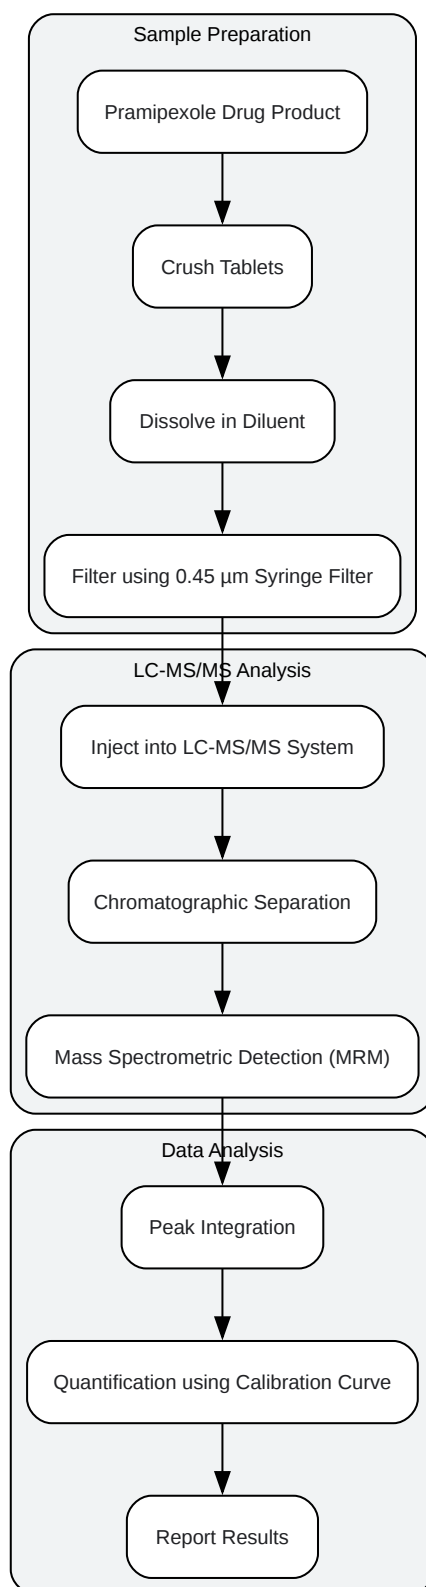 Sample Preparation
Pramipexole Drug Product
Crush Tablets
Dissolve in Diluent
Filter using 0.45 µm Syringe Filter
LC-MS/MS Analysis
Inject into LC-MS/MS System
Chromatographic Separation
Mass Spectrometric Detection (MRM)
Data Analysis
Peak Integration
Quantification using Calibration Curve
Report Results